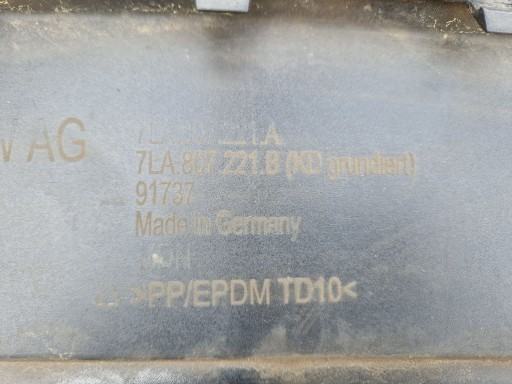 AG
7LA.807.221.B (KD grundiert)
91737
Made in Germany
>PP/EPDM TD10<